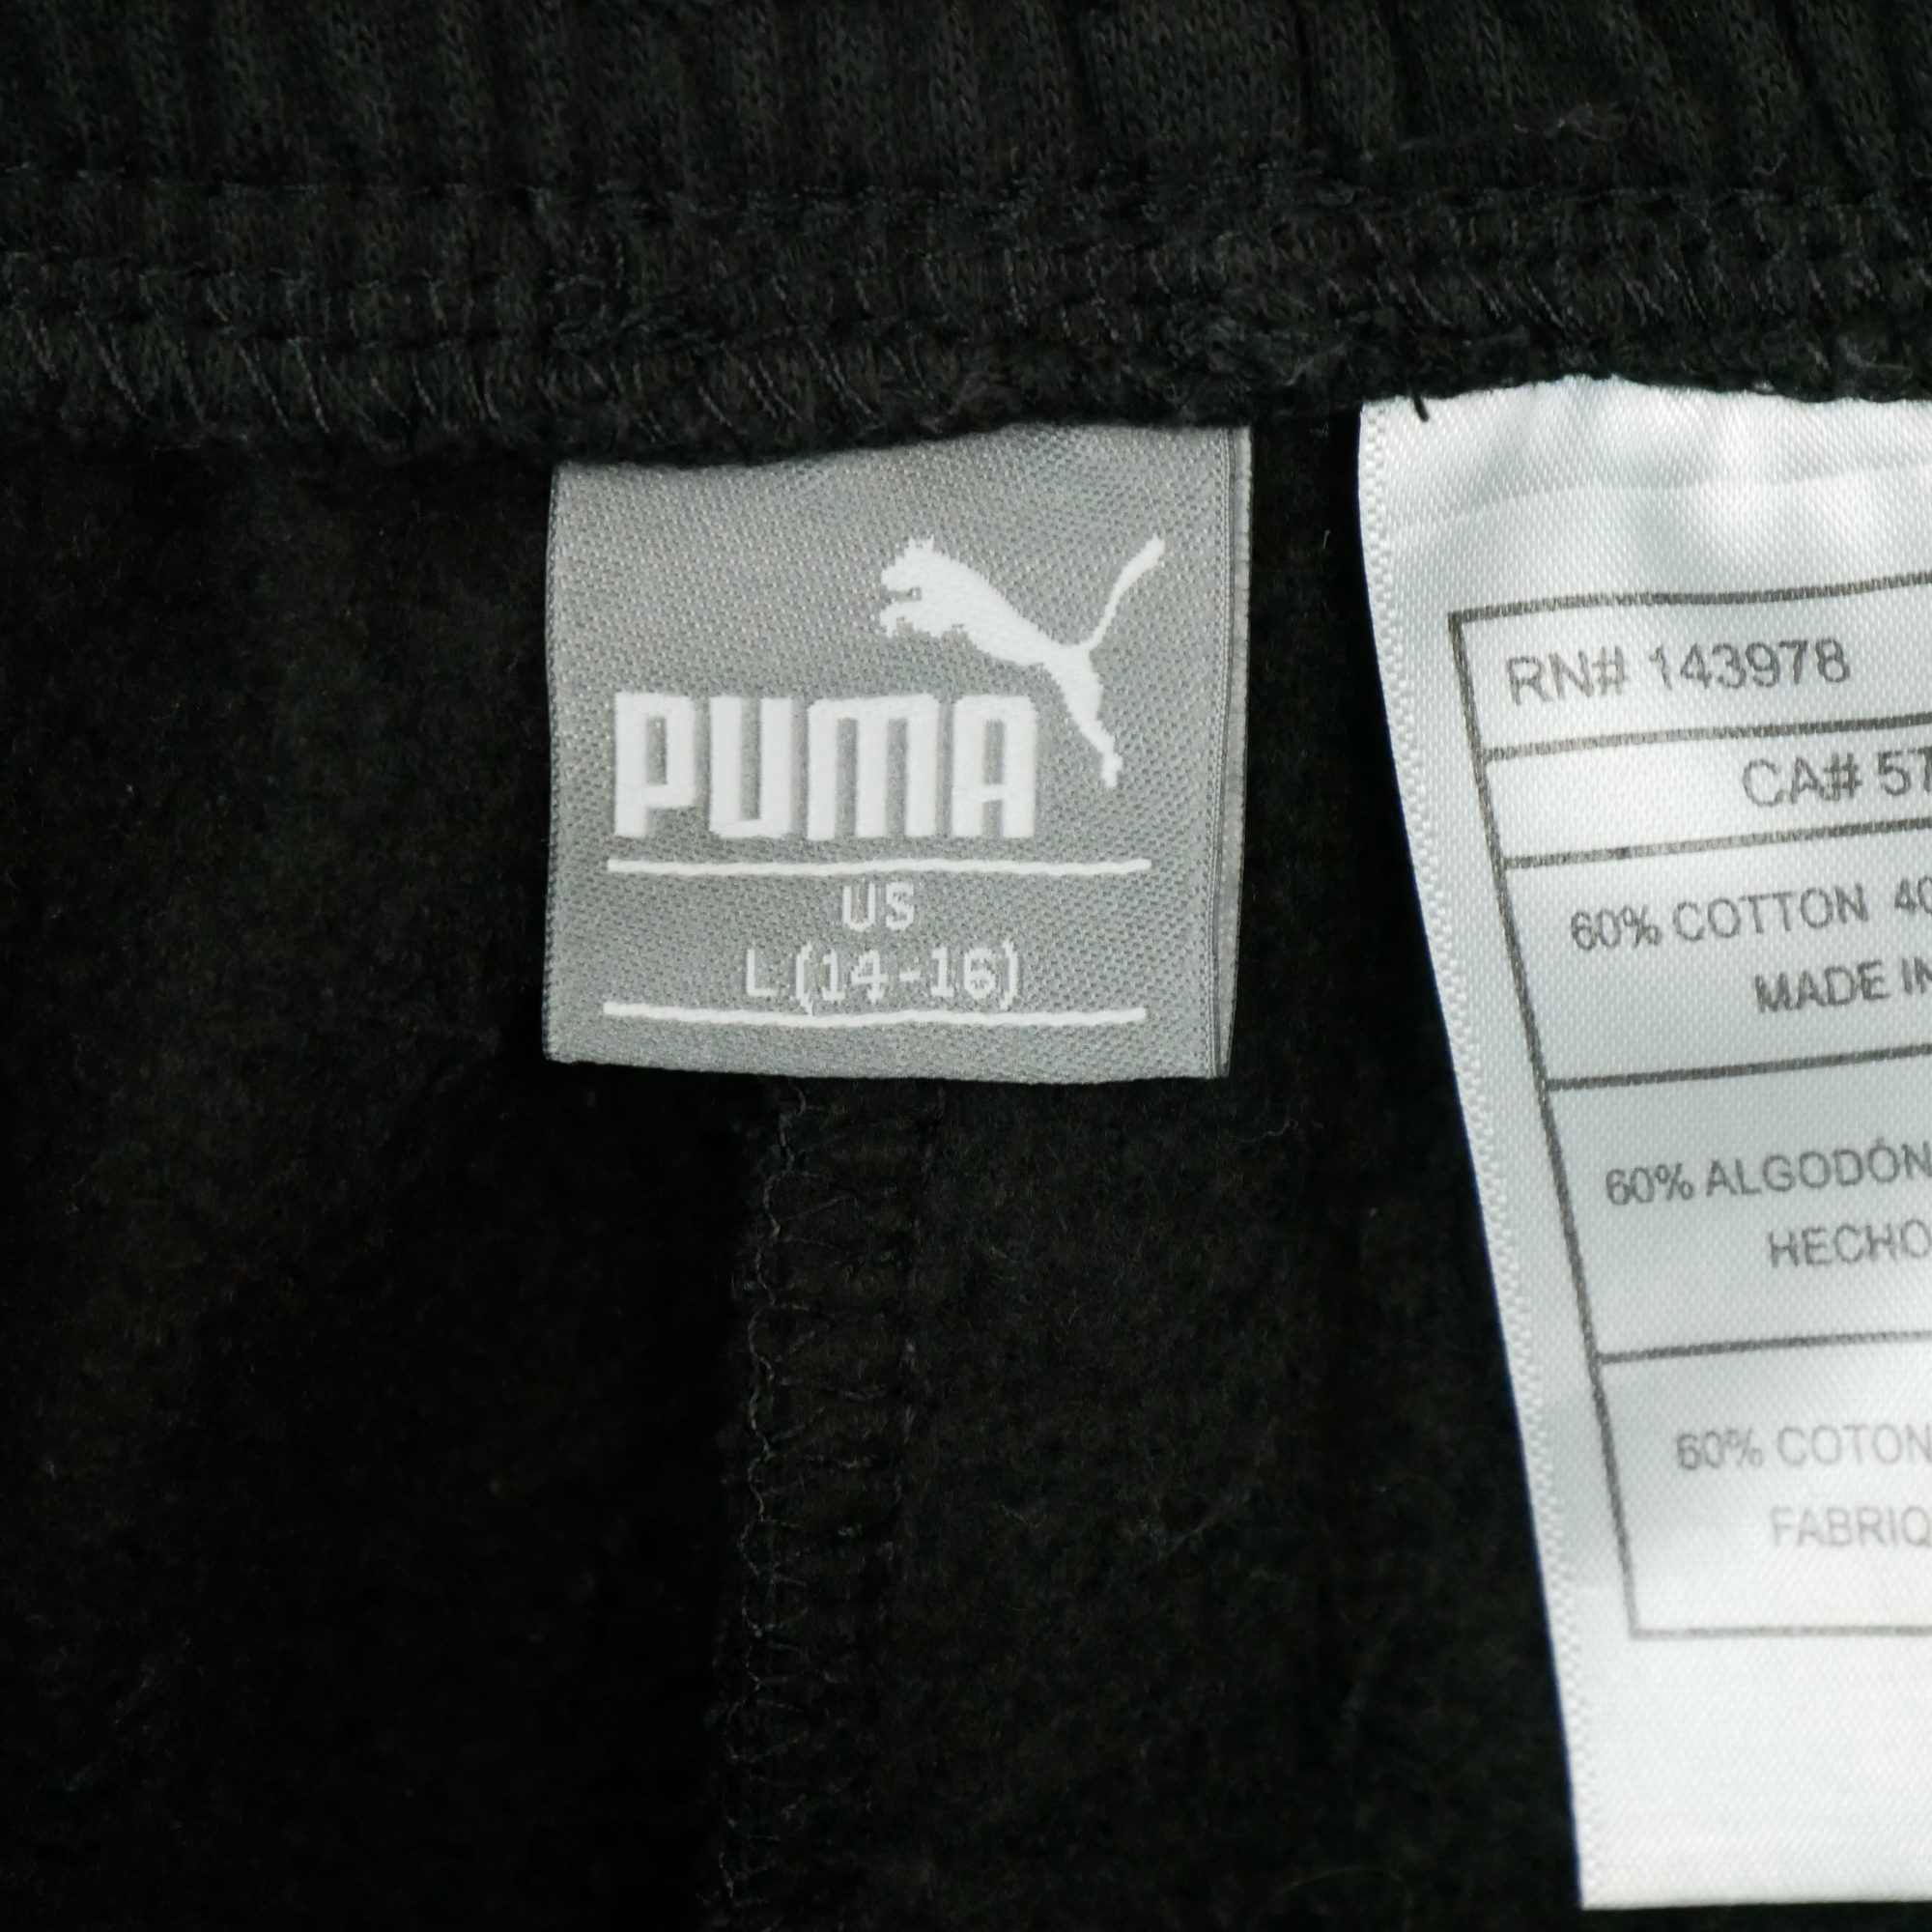 PUMA
US
L (14-16)
RN# 143978
CA# 57
60% COTTON 40
MADE IN
60% ALGODÓN
HECHO
60% COTON
FABRIQ